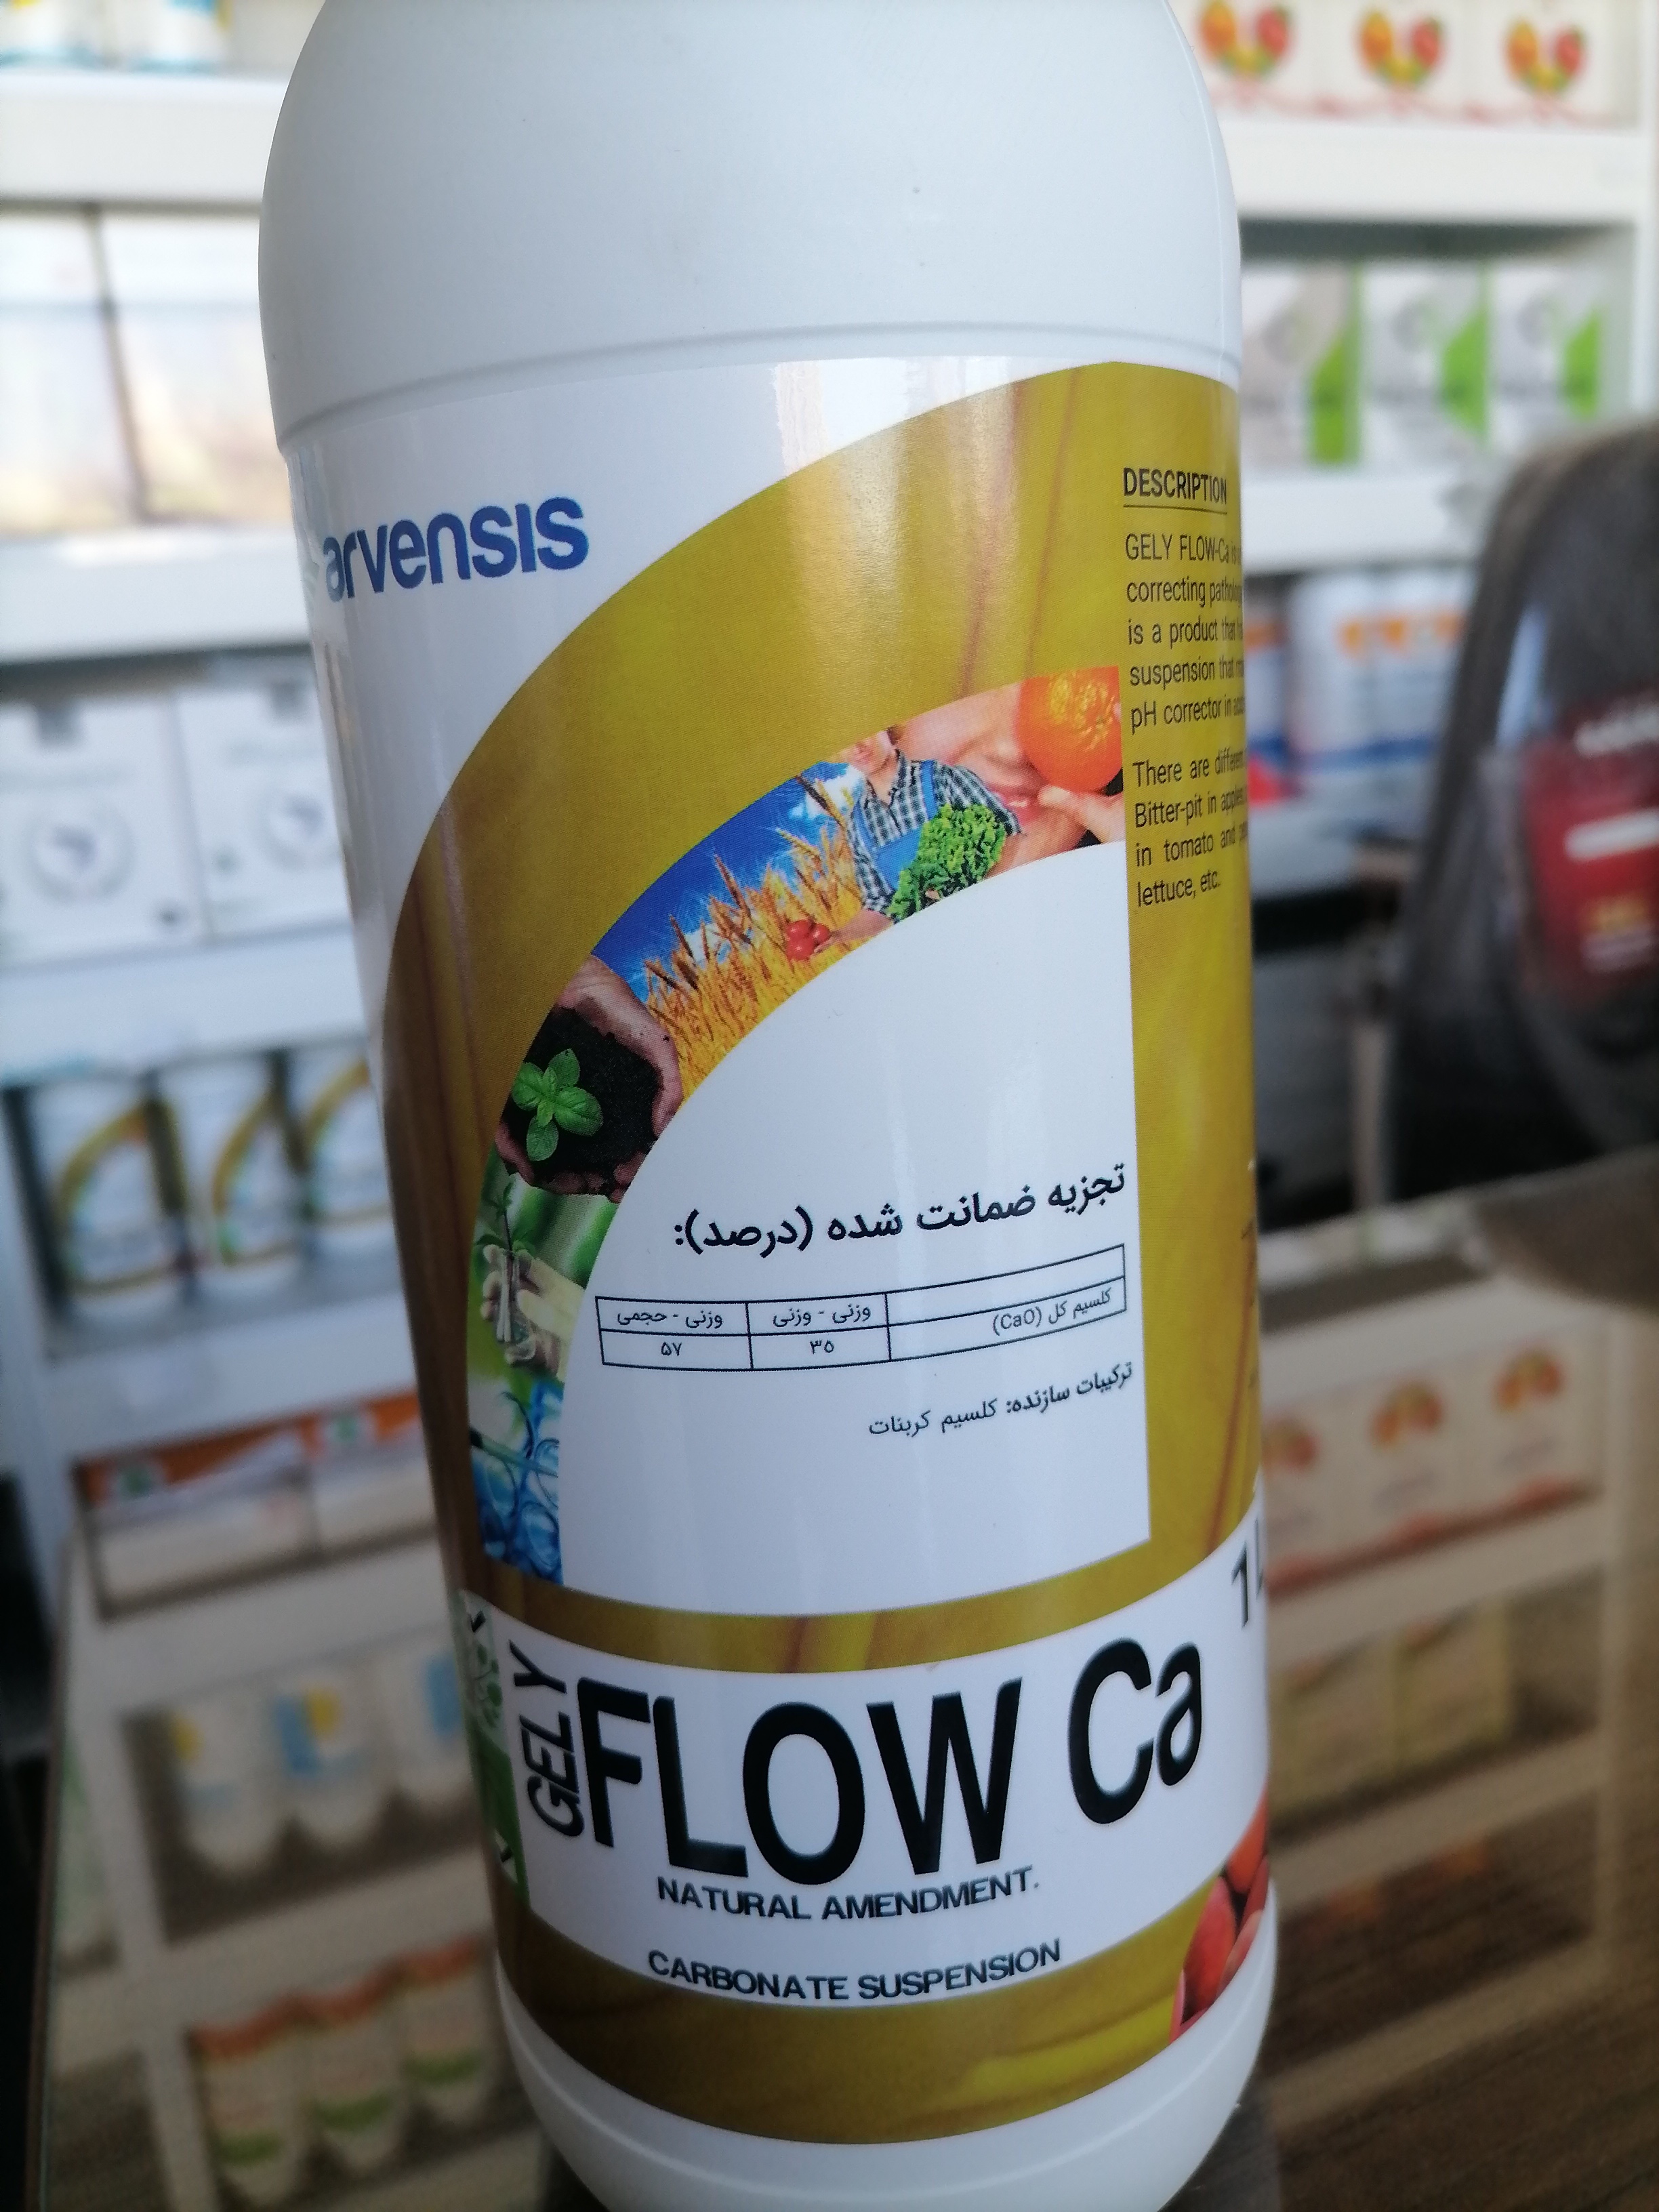 arvensis
DESCRIPTION
GELY FLOW-Ca
correcting
is a product that
suspension that
pH corrector in
There are
Bitter-pit in apples
in tomato and
lettuce, etc.
تجزیه ضمانت شده (درصد):
وزنی - وزنی وزنی - حجمی
کلسیم کل (CaO) ۳۵ ۵۷
ترکیبات سازنده: کلسیم کربنات
1L
GELY FLOW Ca
NATURAL AMENDMENT.
CARBONATE SUSPENSION